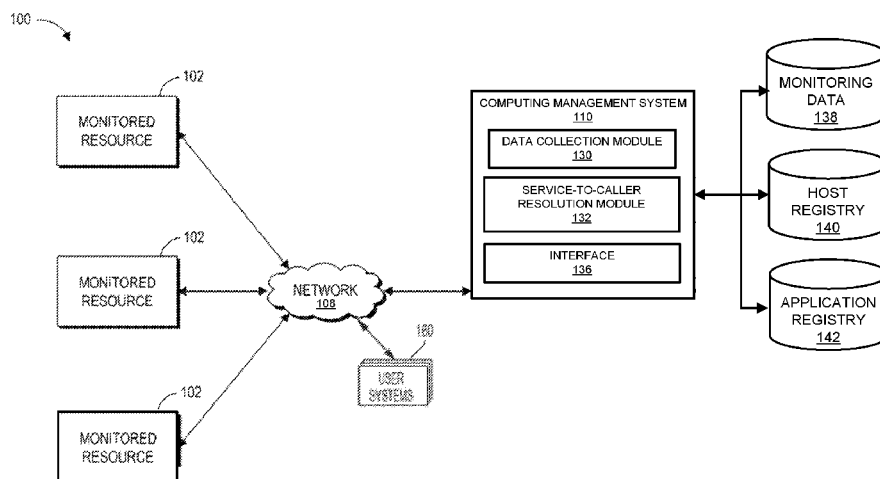 100
102
MONITORED
RESOURCE
102
MONITORED
RESOURCE
102
MONITORED
RESOURCE
NETWORK
108
160
USER
SYSTEMS
COMPUTING MANAGEMENT SYSTEM
110
DATA COLLECTION MODULE
130
SERVICE-TO-CALLER
RESOLUTION MODULE
132
INTERFACE
136
MONITORING
DATA
138
HOST
REGISTRY
140
APPLICATION
REGISTRY
142